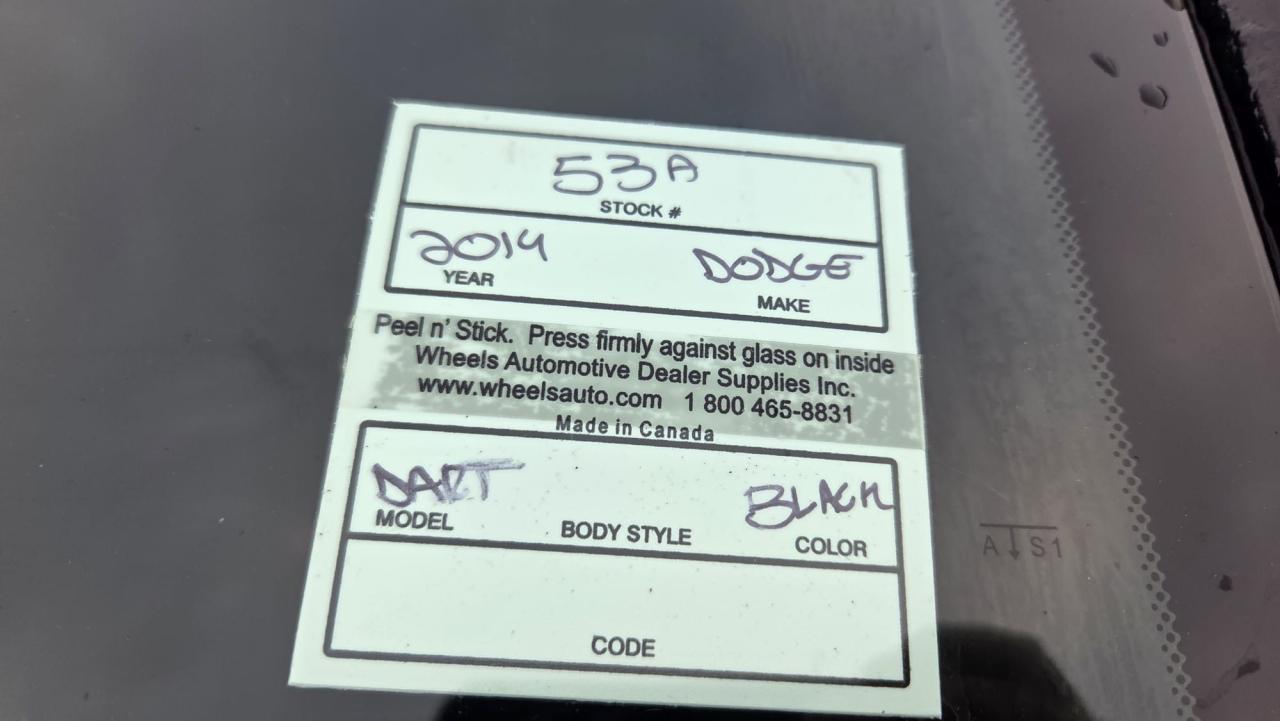 53A
STOCK #
2014 DODGE
YEAR MAKE
Peel n' Stick. Press firmly against glass on inside
Wheels Automotive Dealer Supplies Inc.
www.wheelsauto.com 1 800 465-8831
Made in Canada
DART BLACK
MODEL BODY STYLE COLOR
CODE
A↓S1